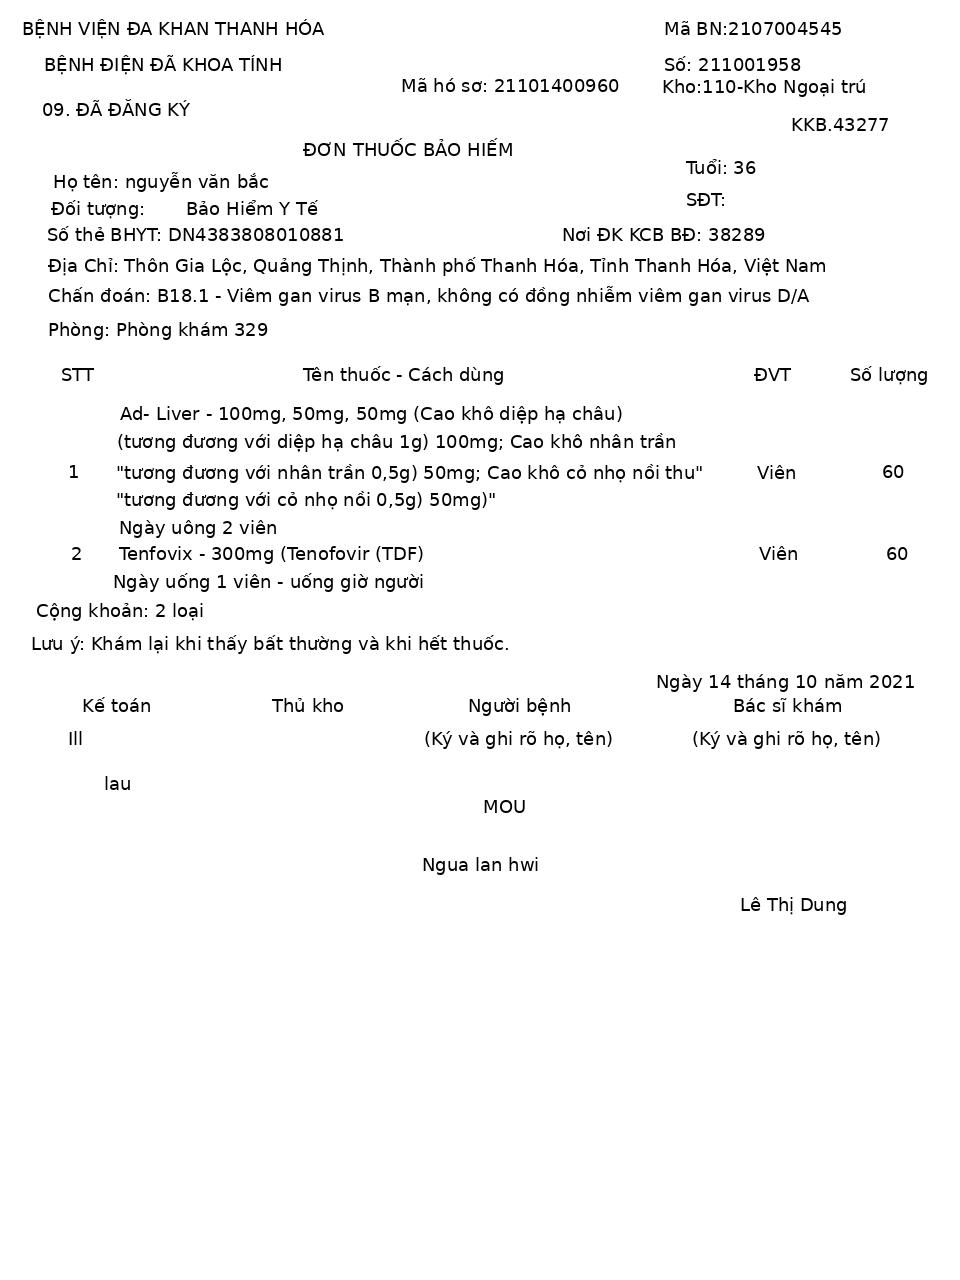 BỆNH VIỆN ĐA KHAN THANH HÓA Mã BN:2107004545
BỆNH ĐIỆN ĐÃ KHOA TÍNH Số: 211001958
Mã hó sơ: 21101400960 Kho:110-Kho Ngoại trú
09. ĐÃ ĐĂNG KÝ
KKB.43277
ĐƠN THUỐC BẢO HIẾM
Tuổi: 36
Họ tên: nguyễn văn bắc
SĐT:
Đối tượng: Bảo Hiểm Y Tế
Số thẻ BHYT: DN4383808010881 Nơi ĐK KCB BĐ: 38289
Địa Chỉ: Thôn Gia Lộc, Quảng Thịnh, Thành phố Thanh Hóa, Tỉnh Thanh Hóa, Việt Nam
Chấn đoán: B18.1 - Viêm gan virus B mạn, không có đồng nhiễm viêm gan virus D/A
Phòng: Phòng khám 329
STT Tên thuốc - Cách dùng ĐVT Số lượng
Ad- Liver - 100mg, 50mg, 50mg (Cao khô diệp hạ châu)
(tương đương với diệp hạ châu 1g) 100mg; Cao khô nhân trần
1 "tương đương với nhân trần 0,5g) 50mg; Cao khô cỏ nhọ nồi thu" Viên 60
"tương đương với cỏ nhọ nồi 0,5g) 50mg)"
Ngày uông 2 viên
2 Tenfovix - 300mg (Tenofovir (TDF) Viên 60
Ngày uống 1 viên - uống giờ người
Cộng khoản: 2 loại
Lưu ý: Khám lại khi thấy bất thường và khi hết thuốc.
Ngày 14 tháng 10 năm 2021
Kế toán Thủ kho Người bệnh Bác sĩ khám
Ill (Ký và ghi rõ họ, tên) (Ký và ghi rõ họ, tên)
lau
MOU
Ngua lan hwi
Lê Thị Dung